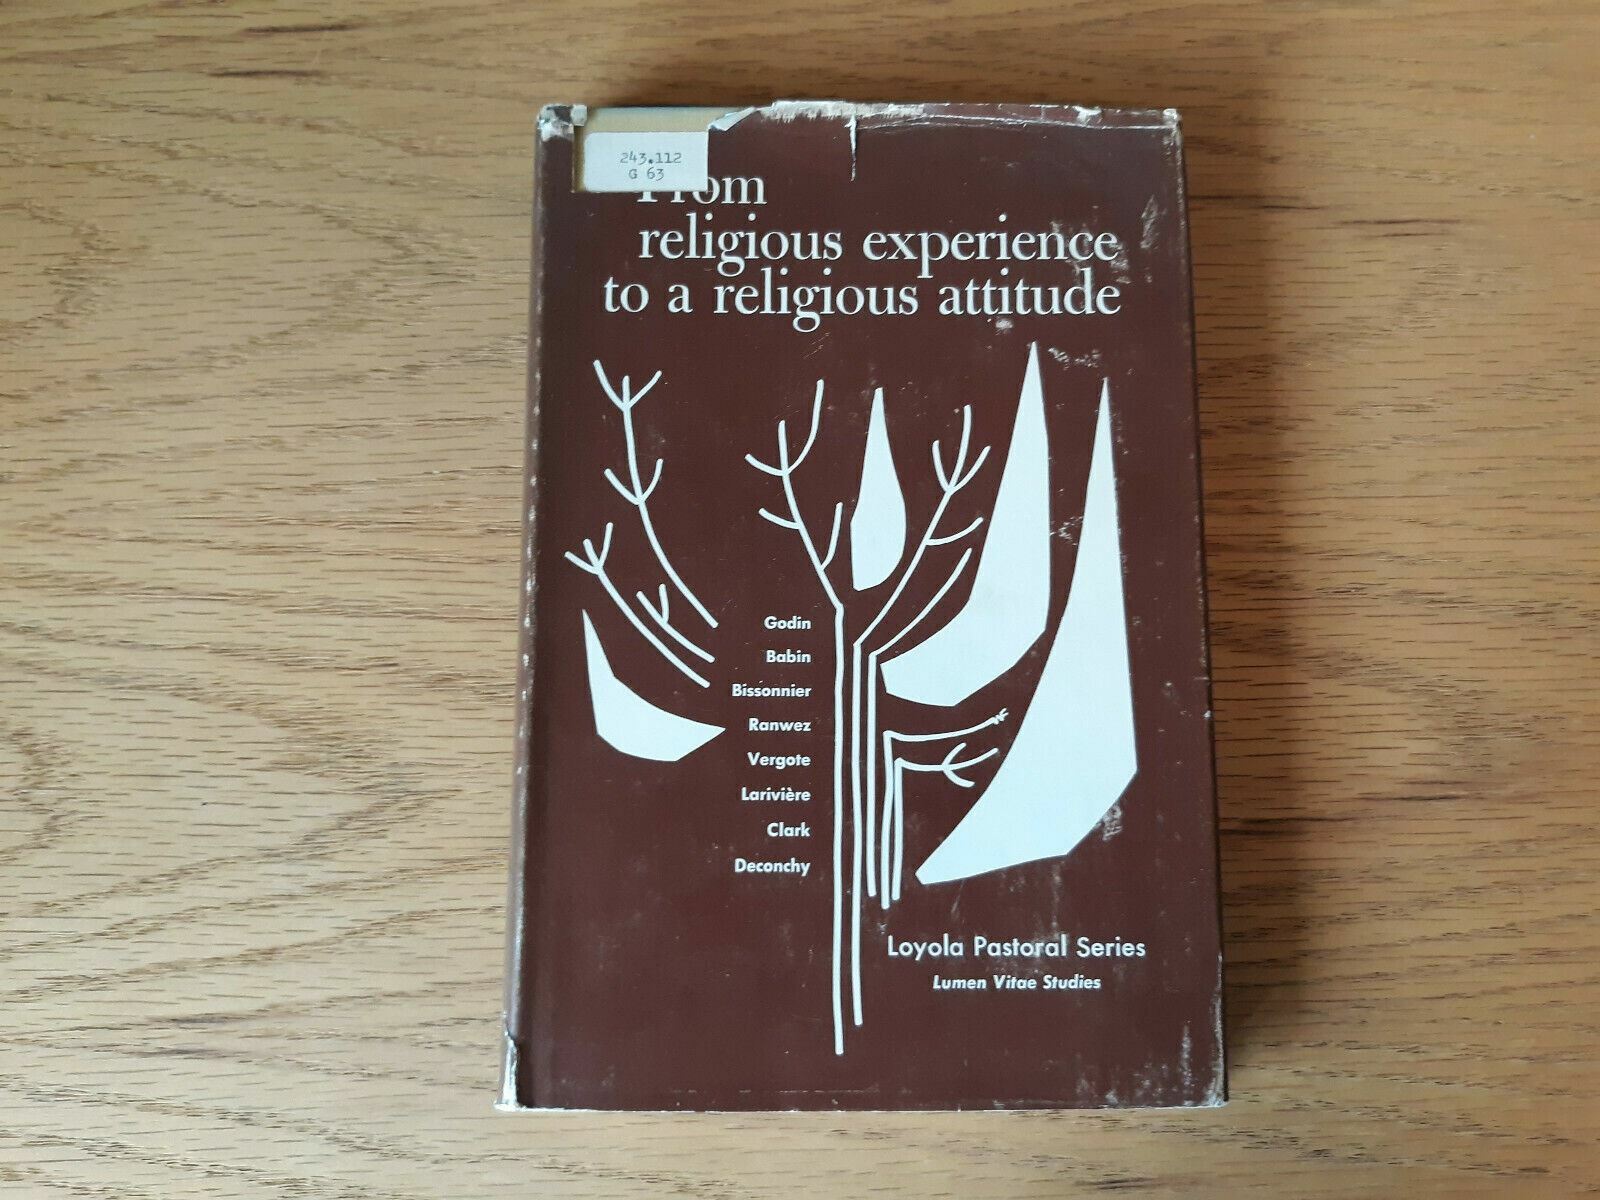 243.112
G 63
From
religious experience
to a religious attitude
Godin
Babin
Bissonnier
Ranwez
Vergote
Larivière
Clark
Deconchy
Loyola Pastoral Series
Lumen Vitae Studies